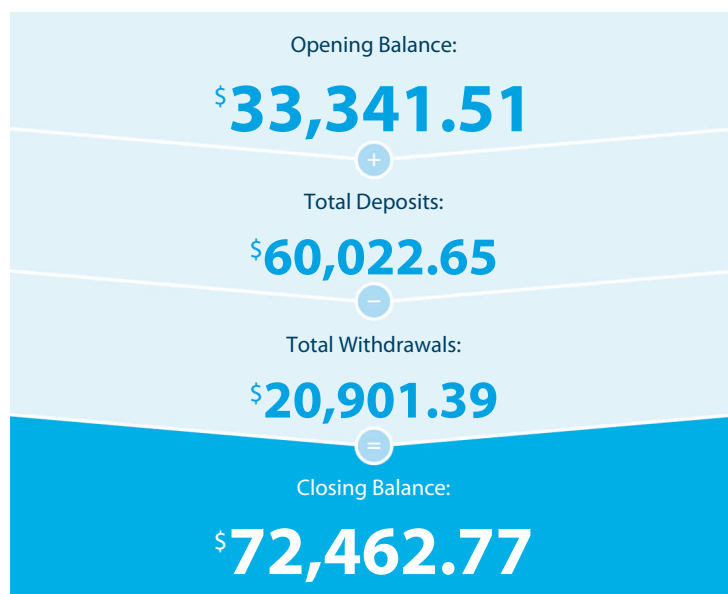 Opening Balance:
$33,341.51
+
Total Deposits:
$60,022.65
−
Total Withdrawals:
$20,901.39
=
Closing Balance:
$72,462.77